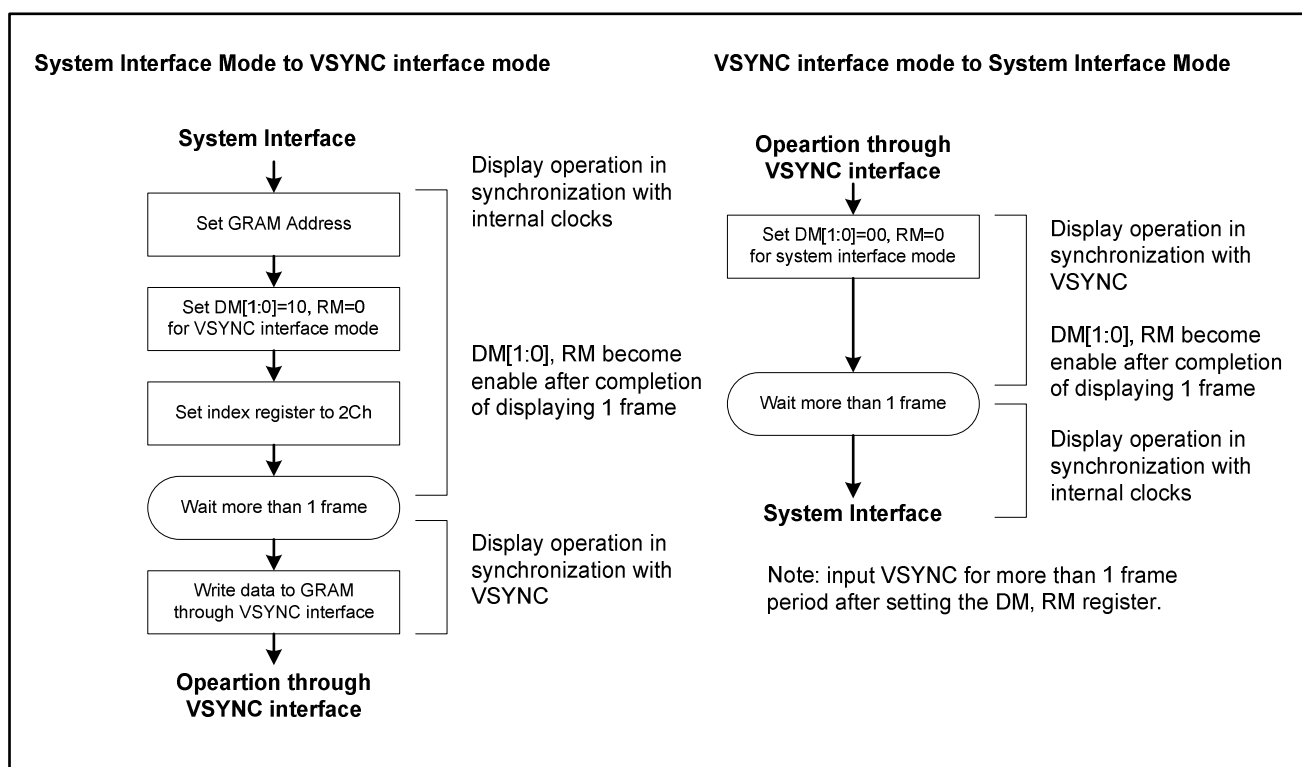 System Interface Mode to VSYNC interface mode
System Interface
Set GRAM Address
Set DM[1:0]=10, RM=0
for VSYNC interface mode
Set index register to 2Ch
Wait more than 1 frame
Write data to GRAM
through VSYNC interface
Opeartion through
VSYNC interface
Display operation in
synchronization with
internal clocks
DM[1:0], RM become
enable after completion
of displaying 1 frame
Display operation in
synchronization with
VSYNC
VSYNC interface mode to System Interface Mode
Opeartion through
VSYNC interface
Set DM[1:0]=00, RM=0
for system interface mode
Wait more than 1 frame
System Interface
Display operation in
synchronization with
VSYNC
DM[1:0], RM become
enable after completion
of displaying 1 frame
Display operation in
synchronization with
internal clocks
Note: input VSYNC for more than 1 frame
period after setting the DM, RM register.